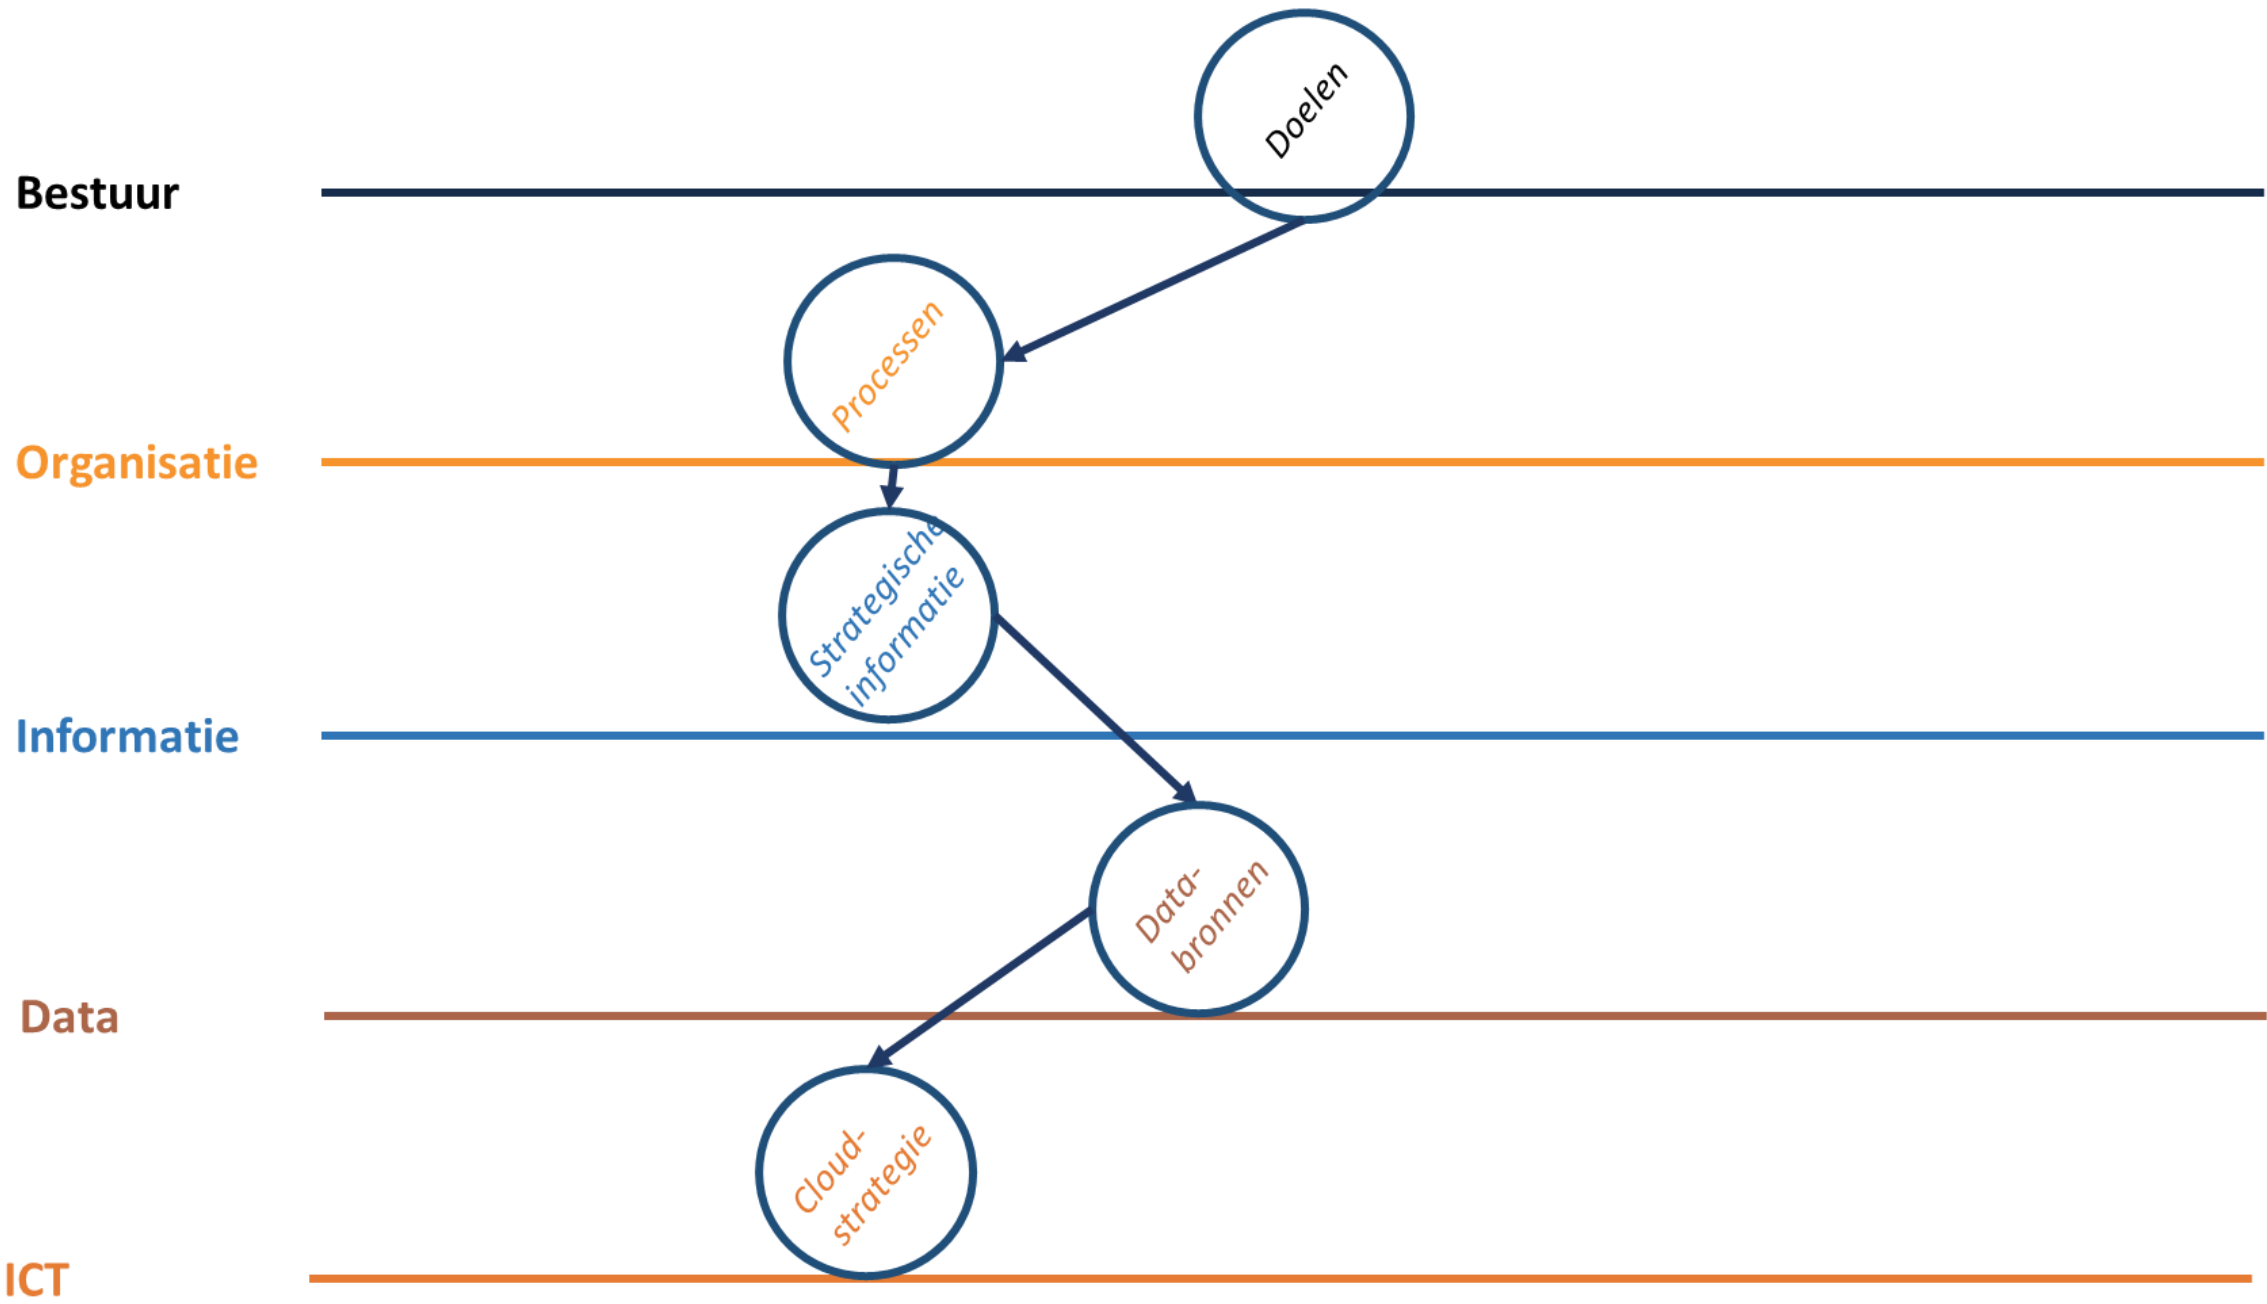 Doelen
Bestuur
Processen
Organisatie
Strategische
informatie
Informatie
Data-
bronnen
Data
Cloud-
strategie
ICT